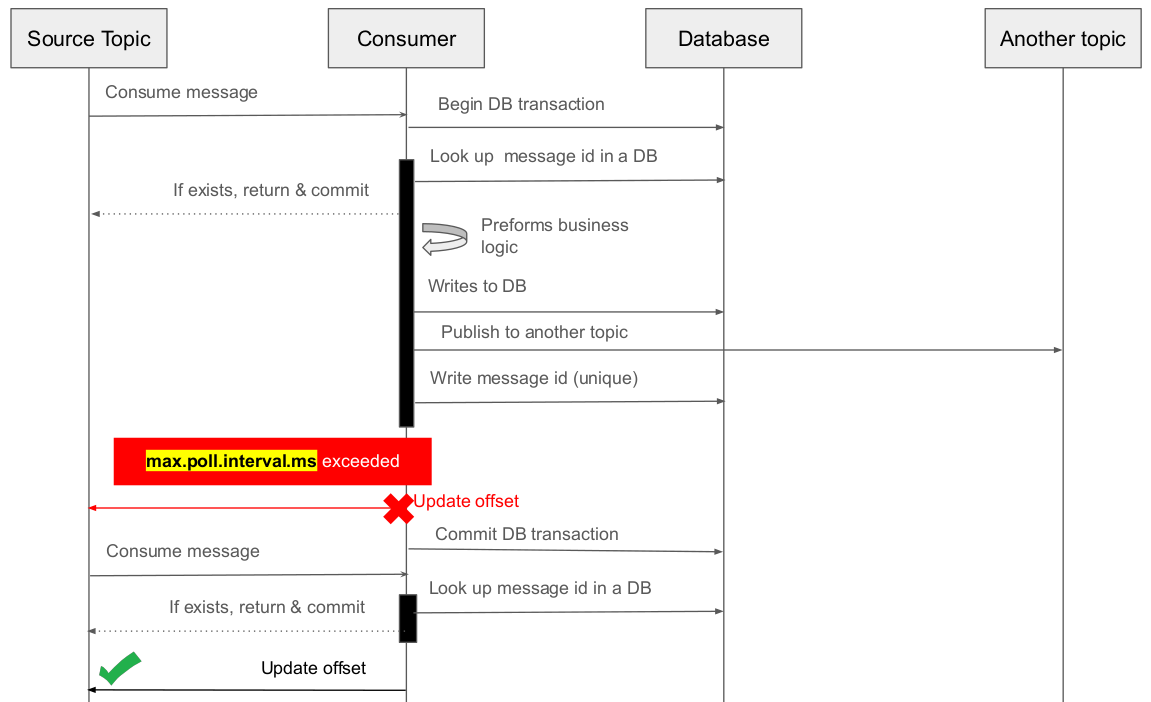 Source Topic
Consumer
Database
Another topic
Consume message
Begin DB transaction
Look up  message id in a DB
If exists, return & commit
Preforms business
logic
Writes to DB
Publish to another topic
Write message id (unique)
max.poll.interval.ms exceeded
Update offset
Commit DB transaction
Consume message
Look up message id in a DB
If exists, return & commit
Update offset